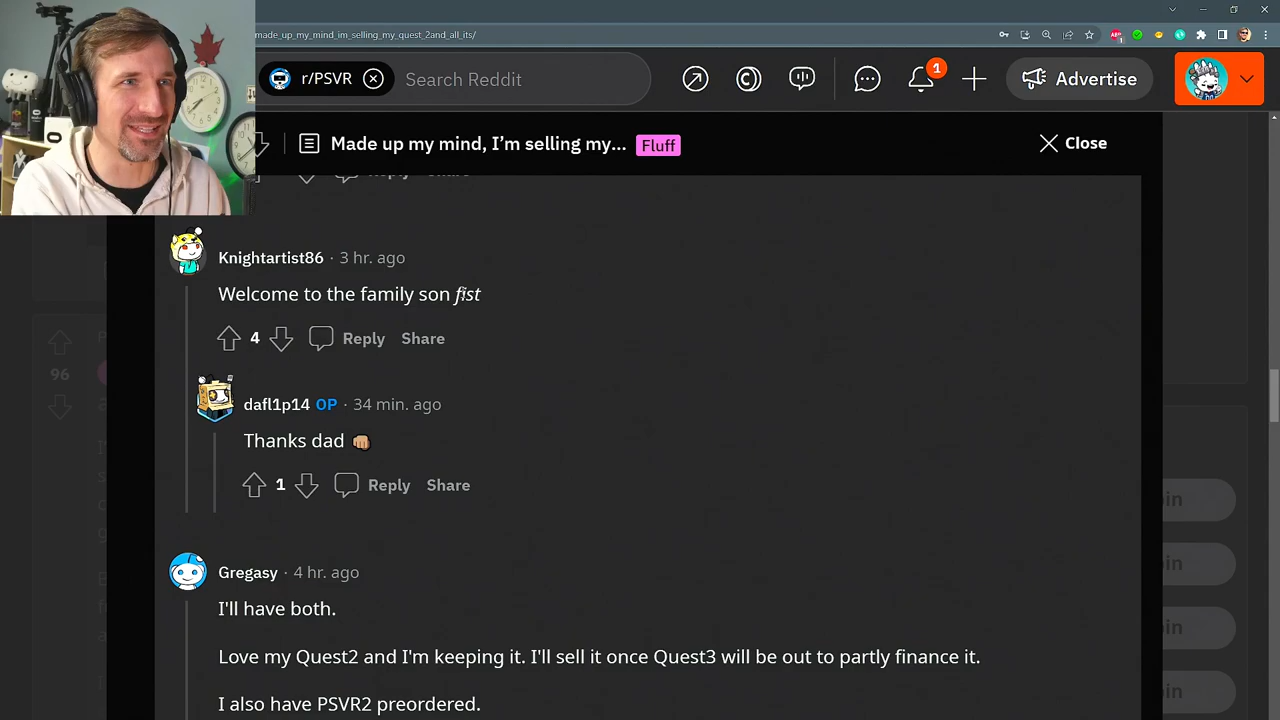 made_up_my_mind_im_selling_my_quest_2and_all_its/
r/PSVR
Search Reddit
1
Advertise
Made up my mind, I'm selling my...
Fluff
Close
Reply Share
Knightartist86 · 3 hr. ago
Welcome to the family son fist
4 Reply Share
dafl1p14 OP · 34 min. ago
Thanks dad 👊🏽
1 Reply Share
96
Gregasy · 4 hr. ago
I'll have both.
Love my Quest2 and I'm keeping it. I'll sell it once Quest3 will be out to partly finance it.
I also have PSVR2 preordered.